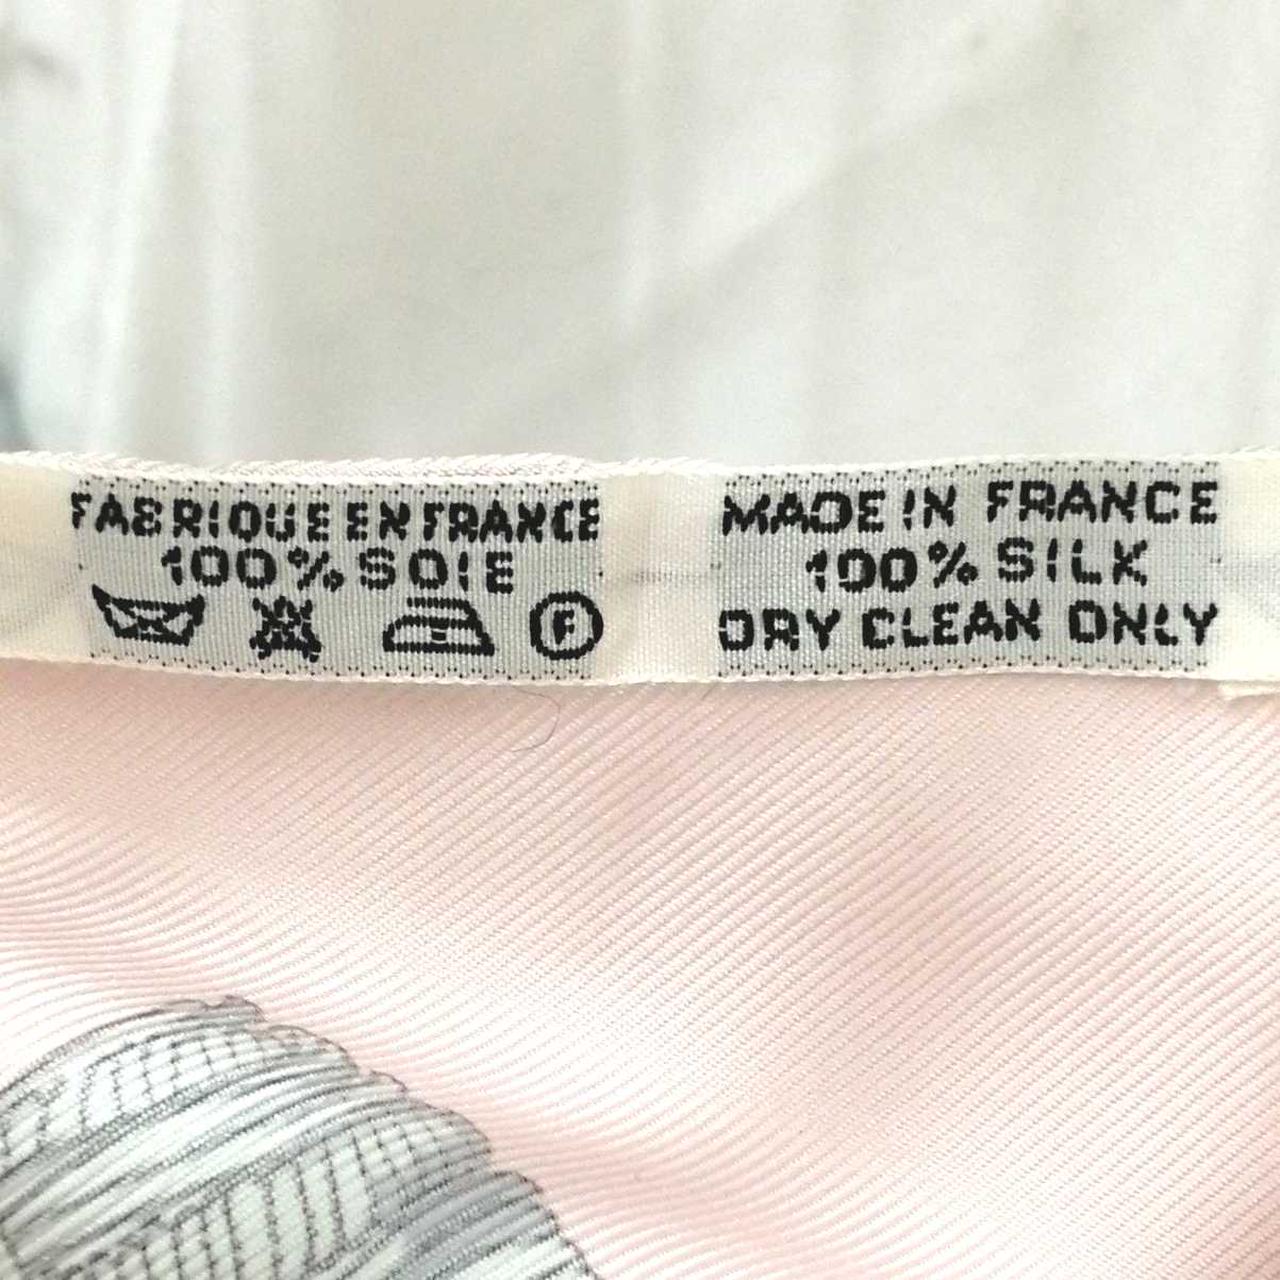 FABRIQUE EN FRANCE
100% SOIE
F
MADE IN FRANCE
100% SILK
DRY CLEAN ONLY